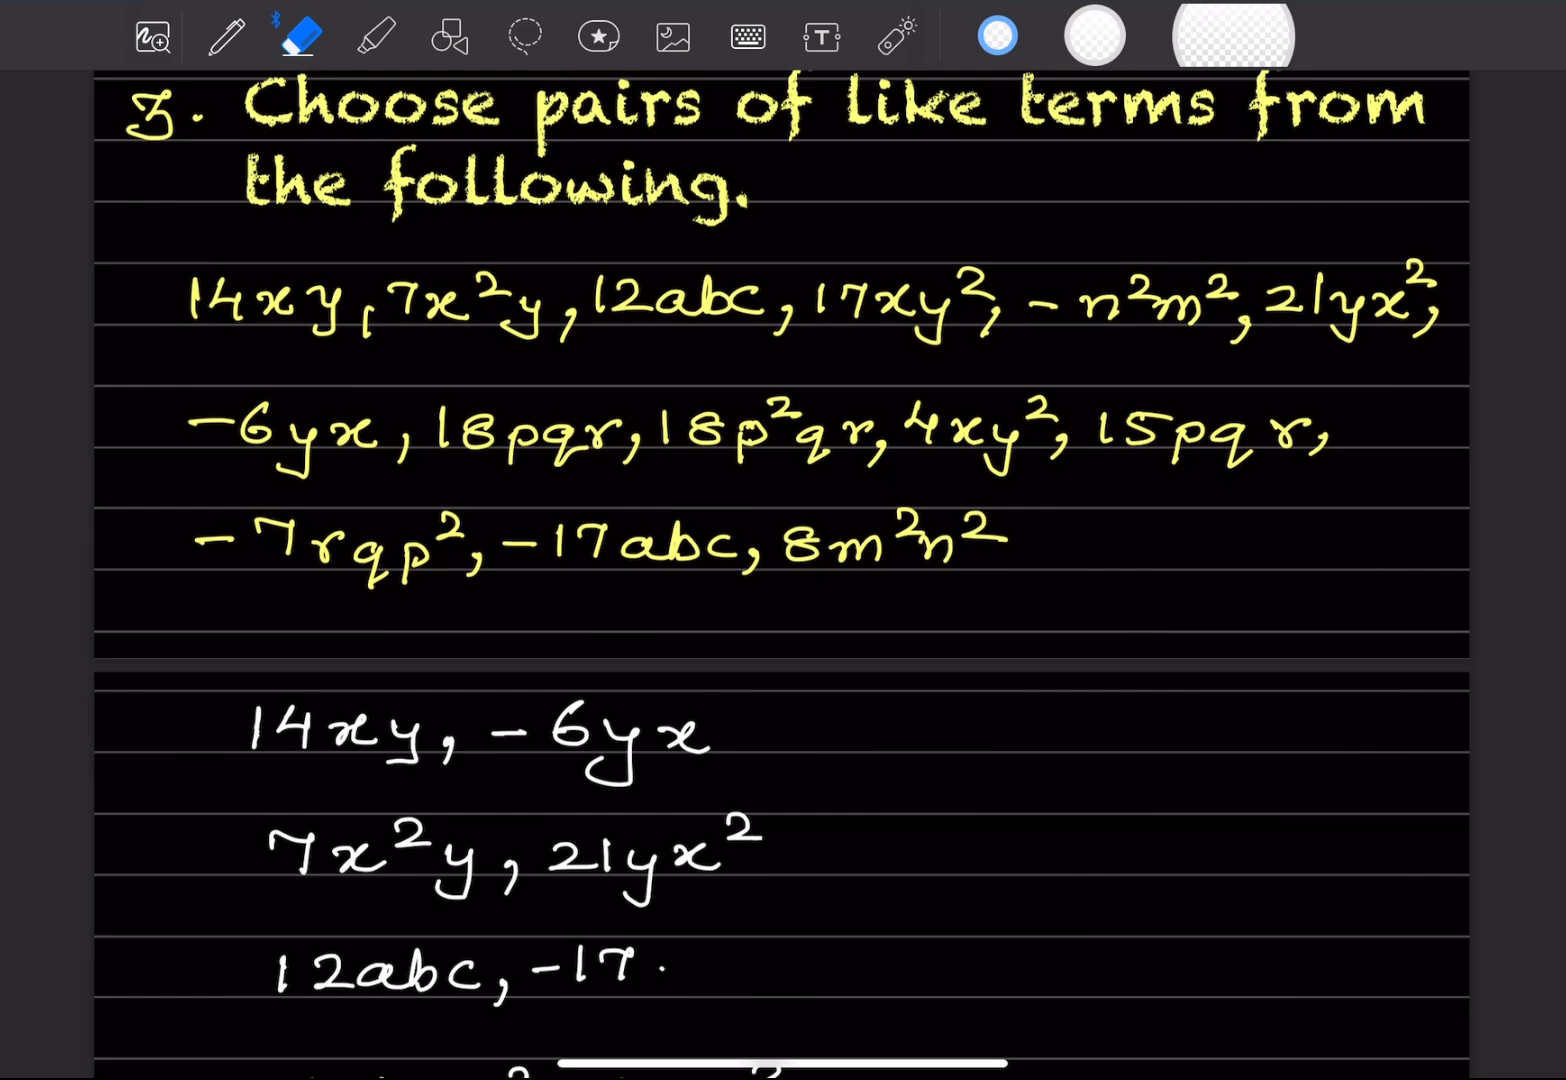 3. Choose pairs of like terms from
the following.
14xy, 7x²y, 12abc, 17xy², -n²m², 21yx²,
-6yx, 18pqr, 18p²qr, 4xy², 15pqr,
-7rqp², -17abc, 8m²n²
14xy, -6yx
7x²y, 21yx²
12abc, -17.